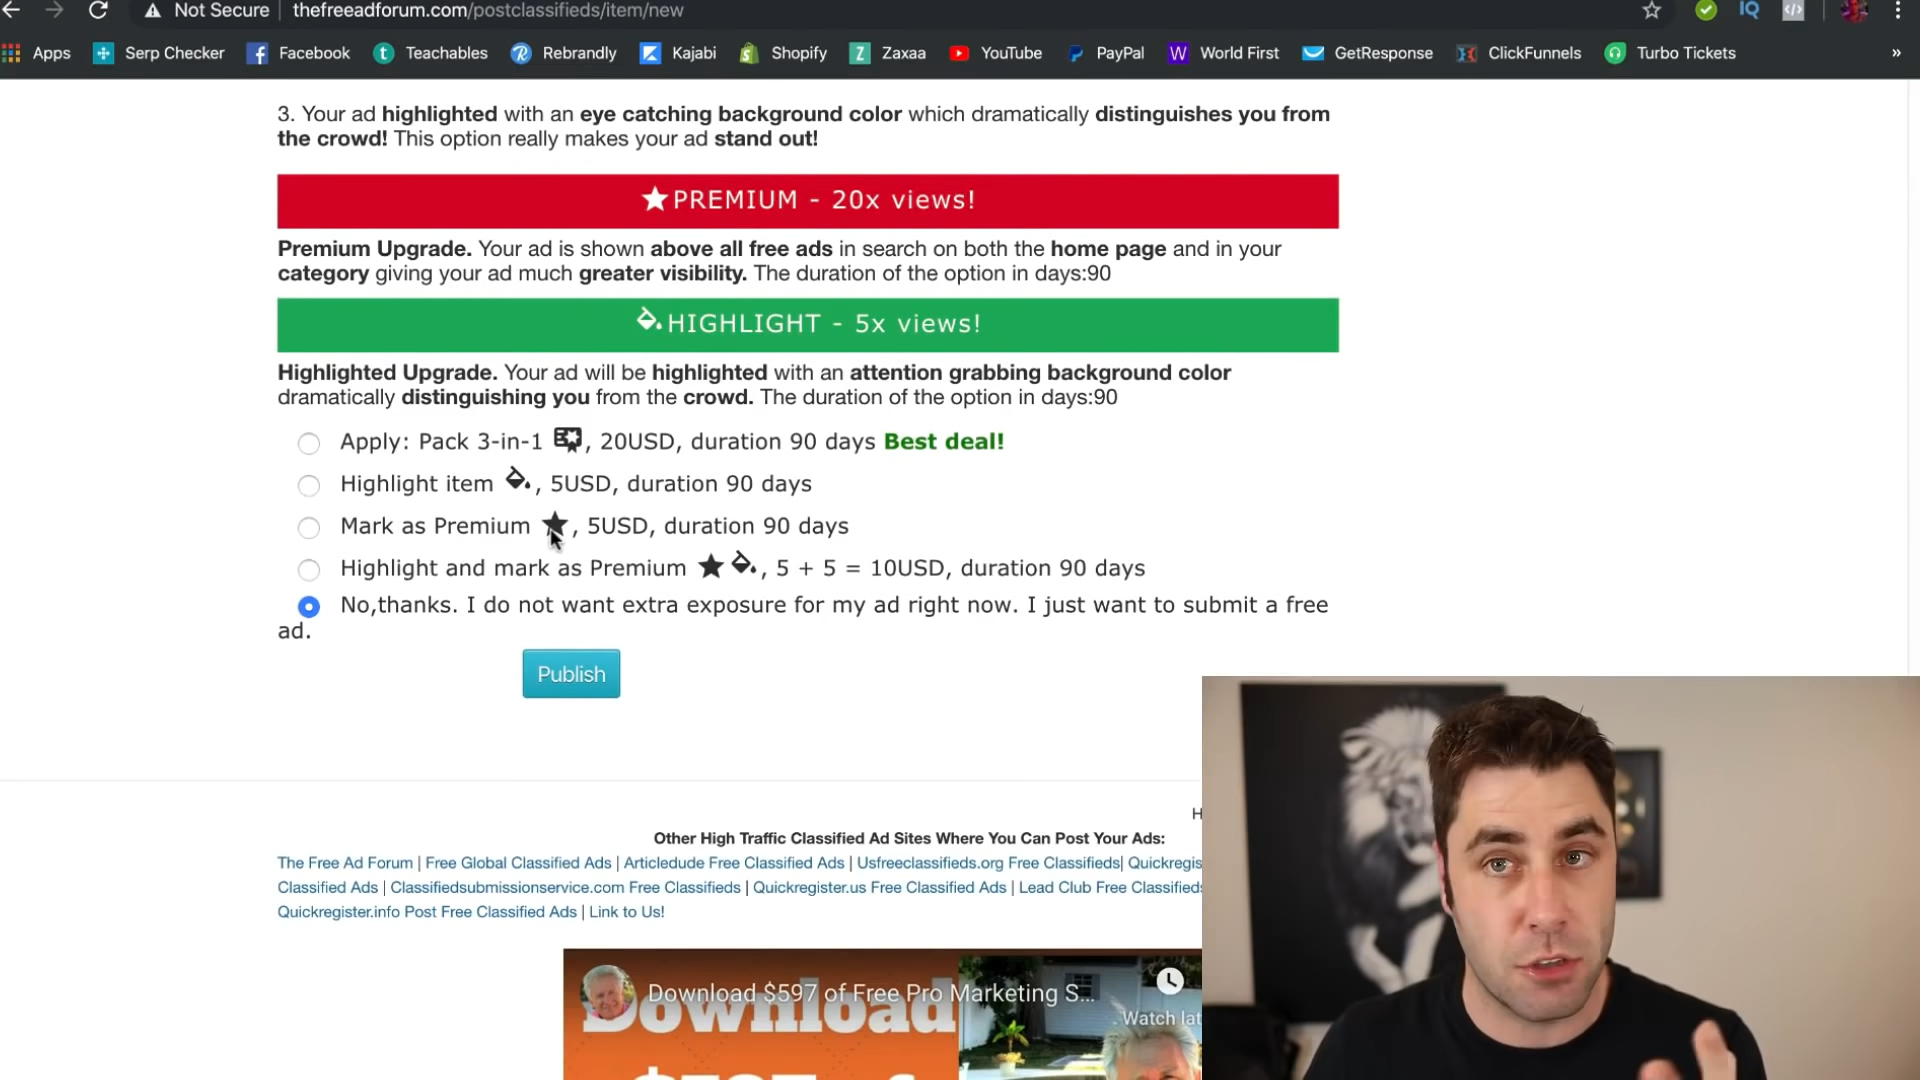 Not Secure thefreeadforum.com/postclassifieds/item/new
Apps Serp Checker Facebook Teachables Rebrandly Kajabi Shopify Zaxaa YouTube PayPal World First GetResponse ClickFunnels Turbo Tickets »
3. Your ad highlighted with an eye catching background color which dramatically distinguishes you from
the crowd! This option really makes your ad stand out!
PREMIUM - 20x views!
Premium Upgrade. Your ad is shown above all free ads in search on both the home page and in your
category giving your ad much greater visibility. The duration of the option in days:90
HIGHLIGHT - 5x views!
Highlighted Upgrade. Your ad will be highlighted with an attention grabbing background color
dramatically distinguishing you from the crowd. The duration of the option in days:90
Apply: Pack 3-in-1 , 20USD, duration 90 days Best deal!
Highlight item , 5USD, duration 90 days
Mark as Premium , 5USD, duration 90 days
Highlight and mark as Premium , 5 + 5 = 10USD, duration 90 days
No,thanks. I do not want extra exposure for my ad right now. I just want to submit a free
ad.
Publish
Other High Traffic Classified Ad Sites Where You Can Post Your Ads:
The Free Ad Forum | Free Global Classified Ads | Articledude Free Classified Ads | Usfreeclassifieds.org Free Classifieds| Quickregis
Classified Ads | Classifiedsubmissionservice.com Free Classifieds | Quickregister.us Free Classified Ads | Lead Club Free Classifieds
Quickregister.info Post Free Classified Ads | Link to Us!
Download $597 of Free Pro Marketing S...
Watch lat
Download